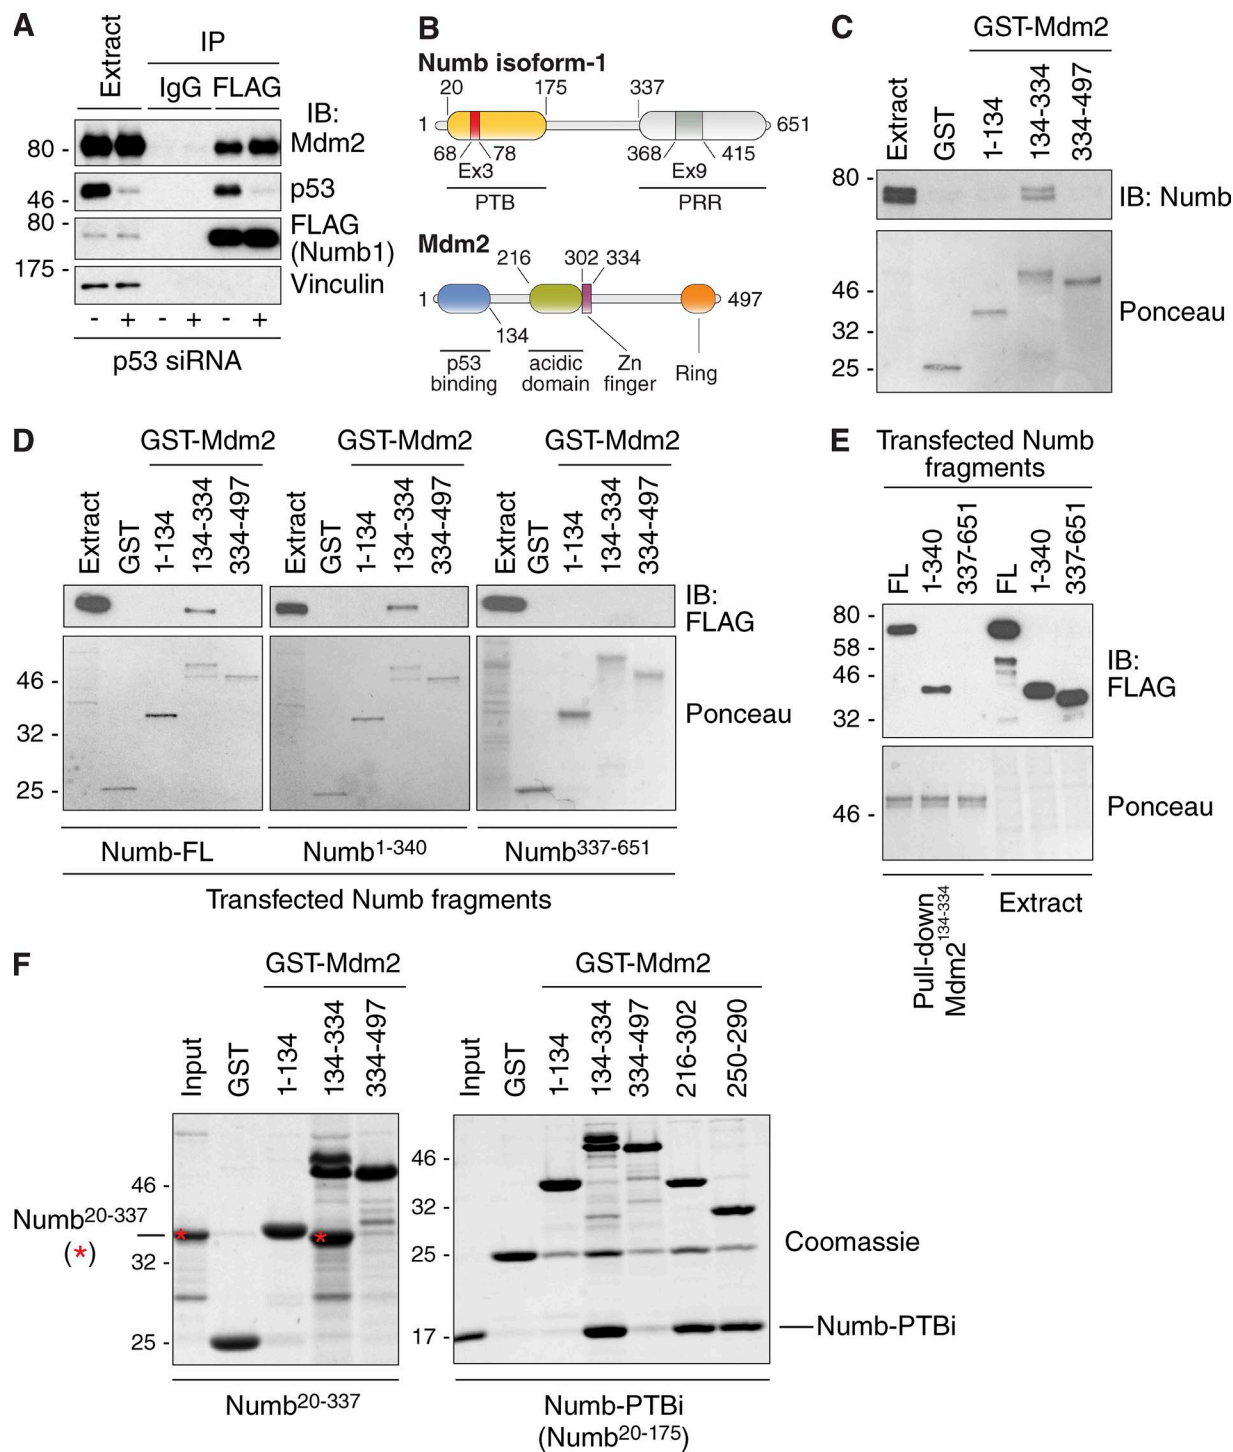 A
Extract
IP
IgG FLAG
IB:
80 -
Mdm2
46 -
p53
80 -
FLAG
(Numb1)
175 -
Vinculin
- + - + - +
p53 siRNA
B
Numb isoform-1
20 175 337
1 651
68 78 368 415
Ex3 Ex9
PTB PRR
Mdm2
216 302 334
1 497
134
p53
binding
acidic
domain
Zn
finger
Ring
C
GST-Mdm2
Extract GST 1-134 134-334 334-497
80 -
IB: Numb
46 -
32 -
25 -
Ponceau
D
GST-Mdm2 GST-Mdm2 GST-Mdm2
Extract GST 1-134 134-334 334-497 Extract GST 1-134 134-334 334-497 Extract GST 1-134 134-334 334-497
IB:
FLAG
46 -
32 -
25 -
Ponceau
Numb-FL Numb1-340 Numb337-651
Transfected Numb fragments
E
Transfected Numb
fragments
FL 1-340 337-651 FL 1-340 337-651
80 -
58 -
46 -
32 -
IB:
FLAG
46 -
Ponceau
Pull-down
Mdm2134-334
Extract
F
GST-Mdm2 GST-Mdm2
Input GST 1-134 134-334 334-497 Input GST 1-134 134-334 334-497 216-302 250-290
46 -
Numb20-337
(*)
* *
32 -
25 -
46 -
32 -
25 -
17 -
Coomassie
Numb-PTBi
Numb20-337
Numb-PTBi
(Numb20-175)